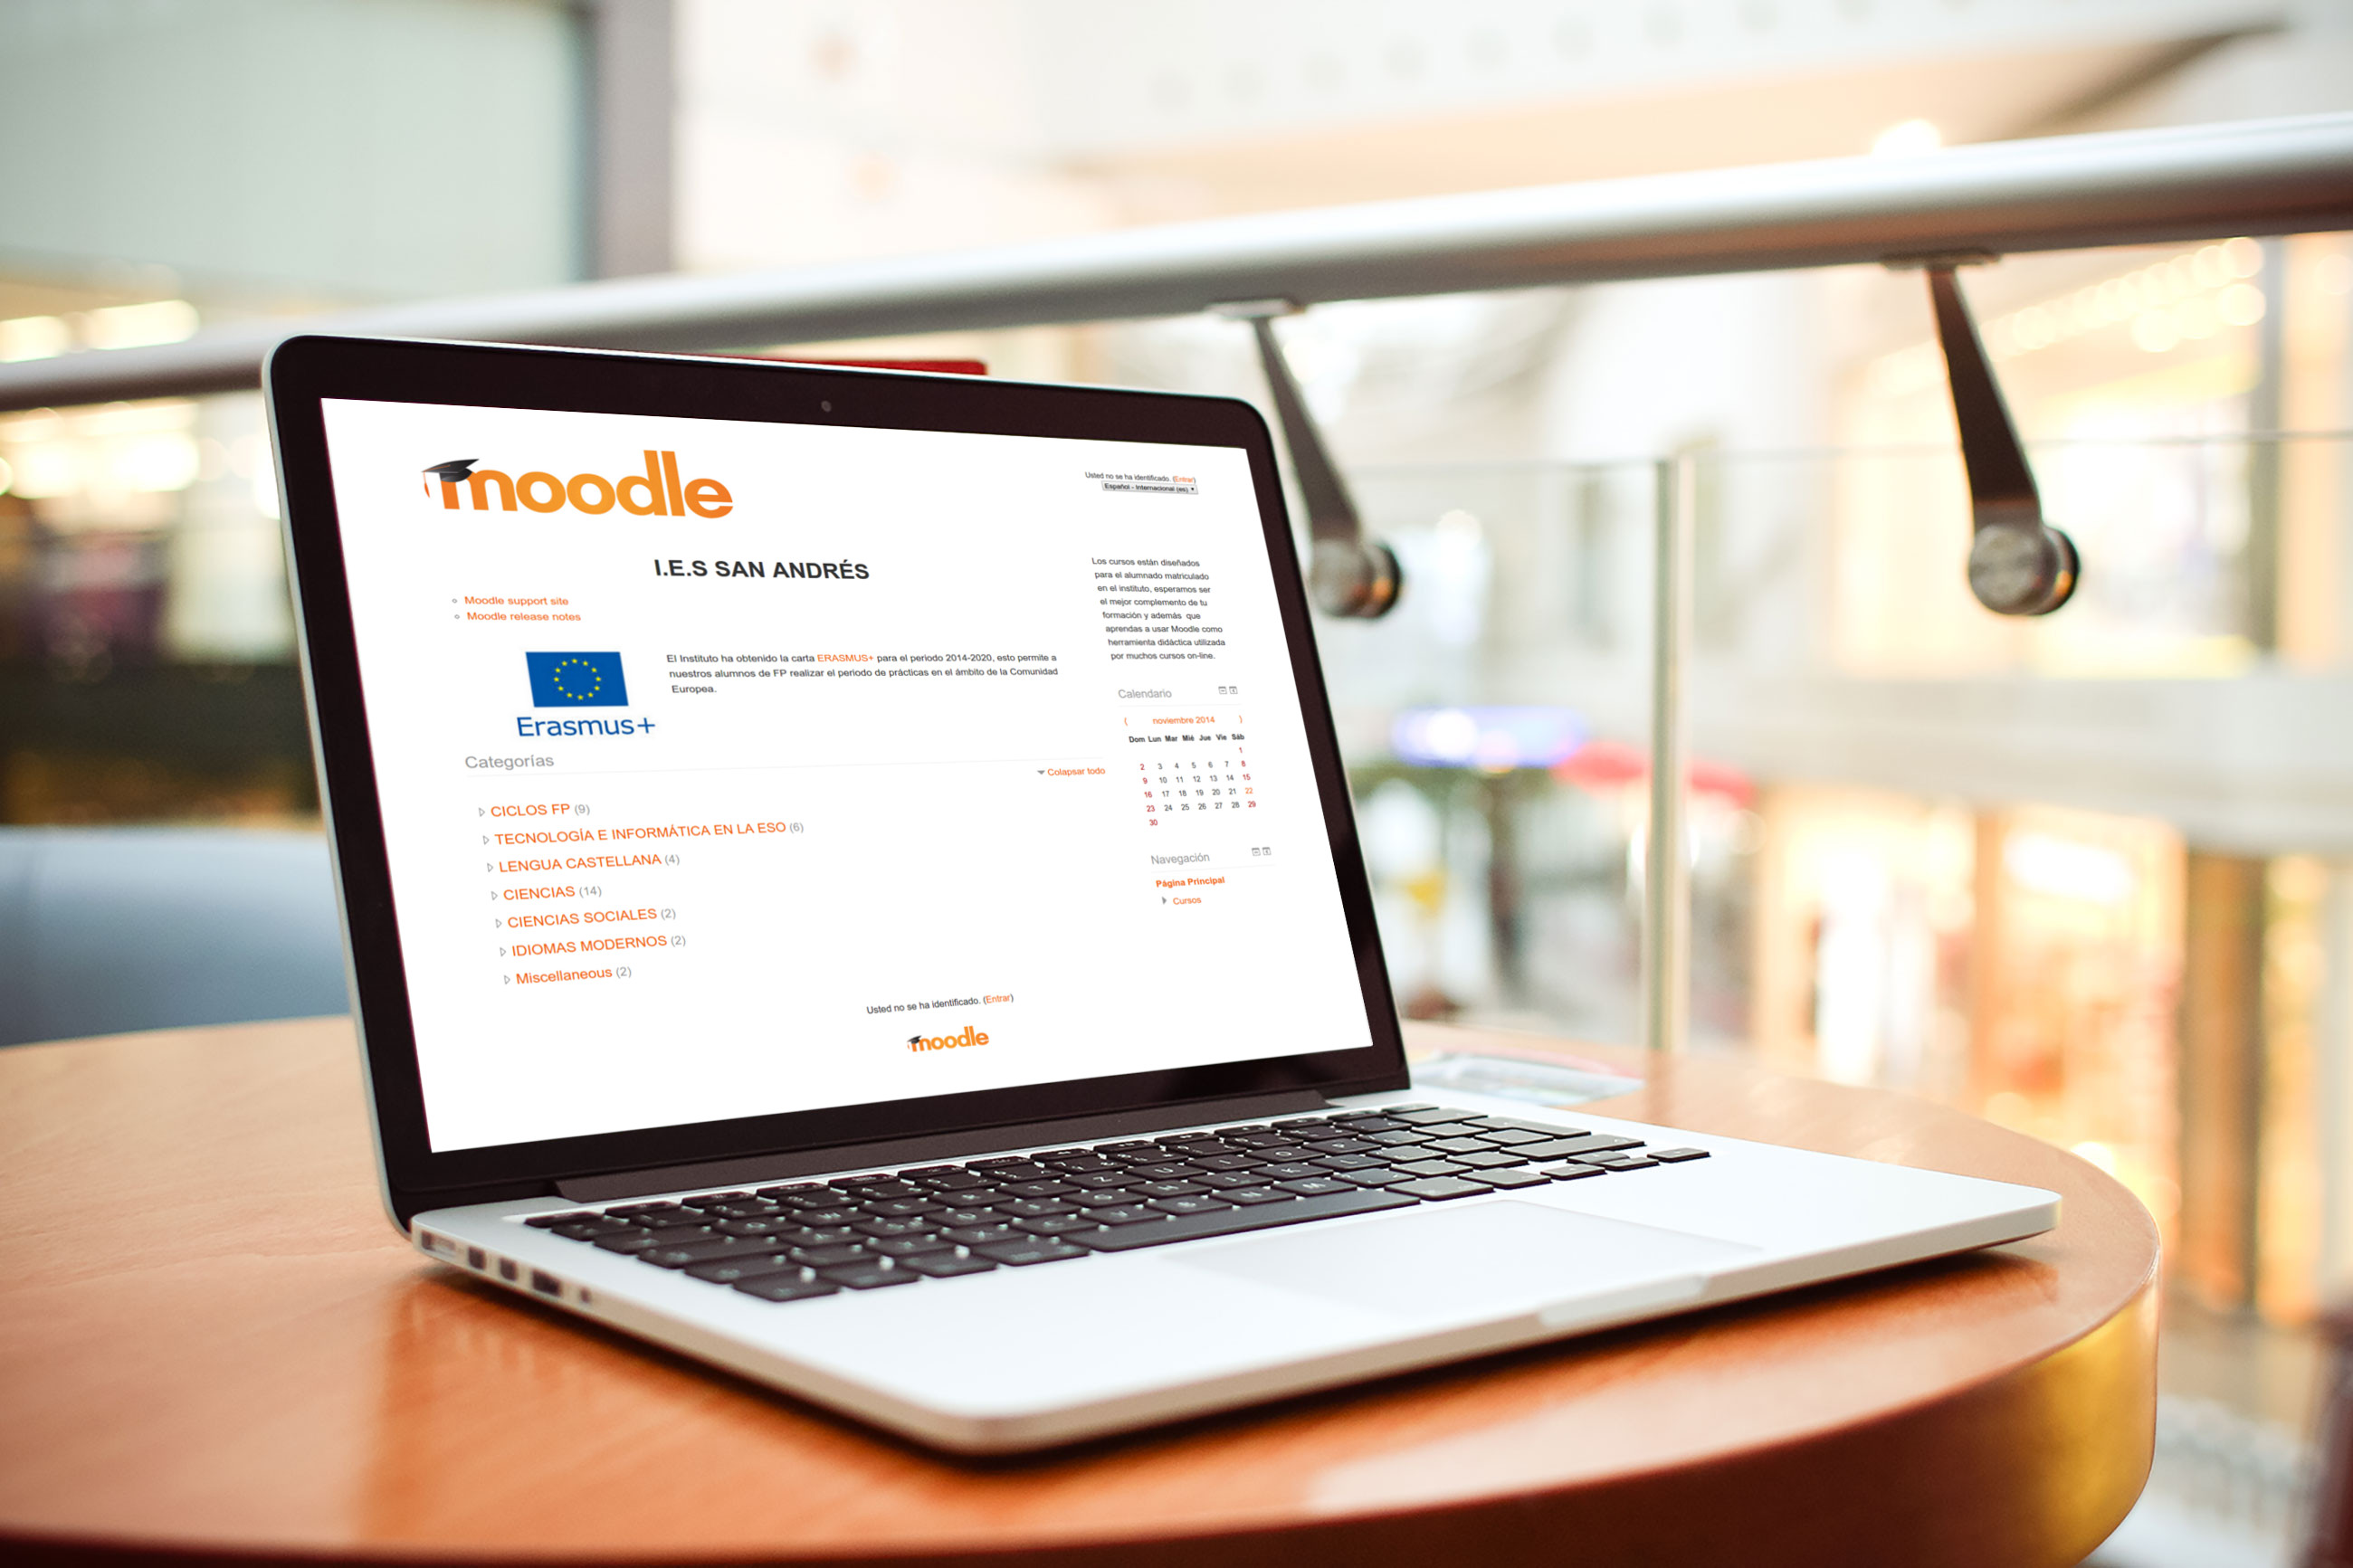 moodle
Usted no se ha identificado. (Entrar)
Español - Internacional (es)
I.E.S SAN ANDRÉS
Moodle support site
Moodle release notes
El Instituto ha obtenido la carta ERASMUS+ para el periodo 2014-2020, esto permite a
nuestros alumnos de FP realizar el periodo de prácticas en el ámbito de la Comunidad
Europea.
Erasmus+
Categorías
Colapsar todo
CICLOS FP (9)
TECNOLOGÍA E INFORMÁTICA EN LA ESO (6)
LENGUA CASTELLANA (4)
CIENCIAS (14)
CIENCIAS SOCIALES (2)
IDIOMAS MODERNOS (2)
Miscellaneous (2)
Los cursos están diseñados
para el alumnado matriculado
en el instituto, esperamos ser
el mejor complemento de tu
formación y además que
aprendas a usar Moodle como
herramienta didáctica utilizada
por muchos cursos on-line.
Calendario
noviembre 2014
Dom Lun Mar Mié Jue Vie Sáb
1
2 3 4 5 6 7 8
9 10 11 12 13 14 15
16 17 18 19 20 21 22
23 24 25 26 27 28 29
30
Navegación
Página Principal
Cursos
Usted no se ha identificado. (Entrar)
moodle